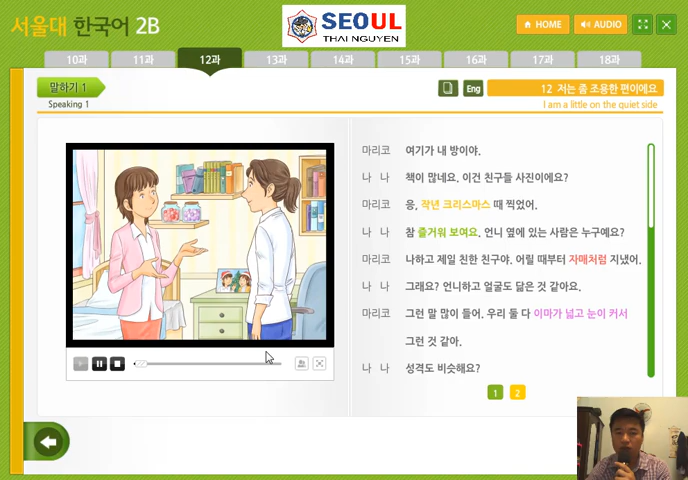 서울대 한국어 2B
SEOUL
THAI NGUYEN
HOME
AUDIO
10과 11과 12과 13과 14과 15과 16과 17과 18과
말하기 1
Speaking 1
Eng
12 저는 좀 조용한 편이에요
I am a little on the quiet side
마리코 여기가 내 방이야.
나 나 책이 많네요. 이건 친구들 사진이에요?
마리코 응, 작년 크리스마스 때 찍었어.
나 나 참 즐거워 보여요. 언니 옆에 있는 사람은 누구예요?
마리코 나하고 제일 친한 친구야. 어릴 때부터 자매처럼 지냈어.
나 나 그래요? 언니하고 얼굴도 닮은 것 같아요.
마리코 그런 말 많이 들어. 우리 둘 다 이마가 넓고 눈이 커서
그런 것 같아.
나 나 성격도 비슷해요?
1 2